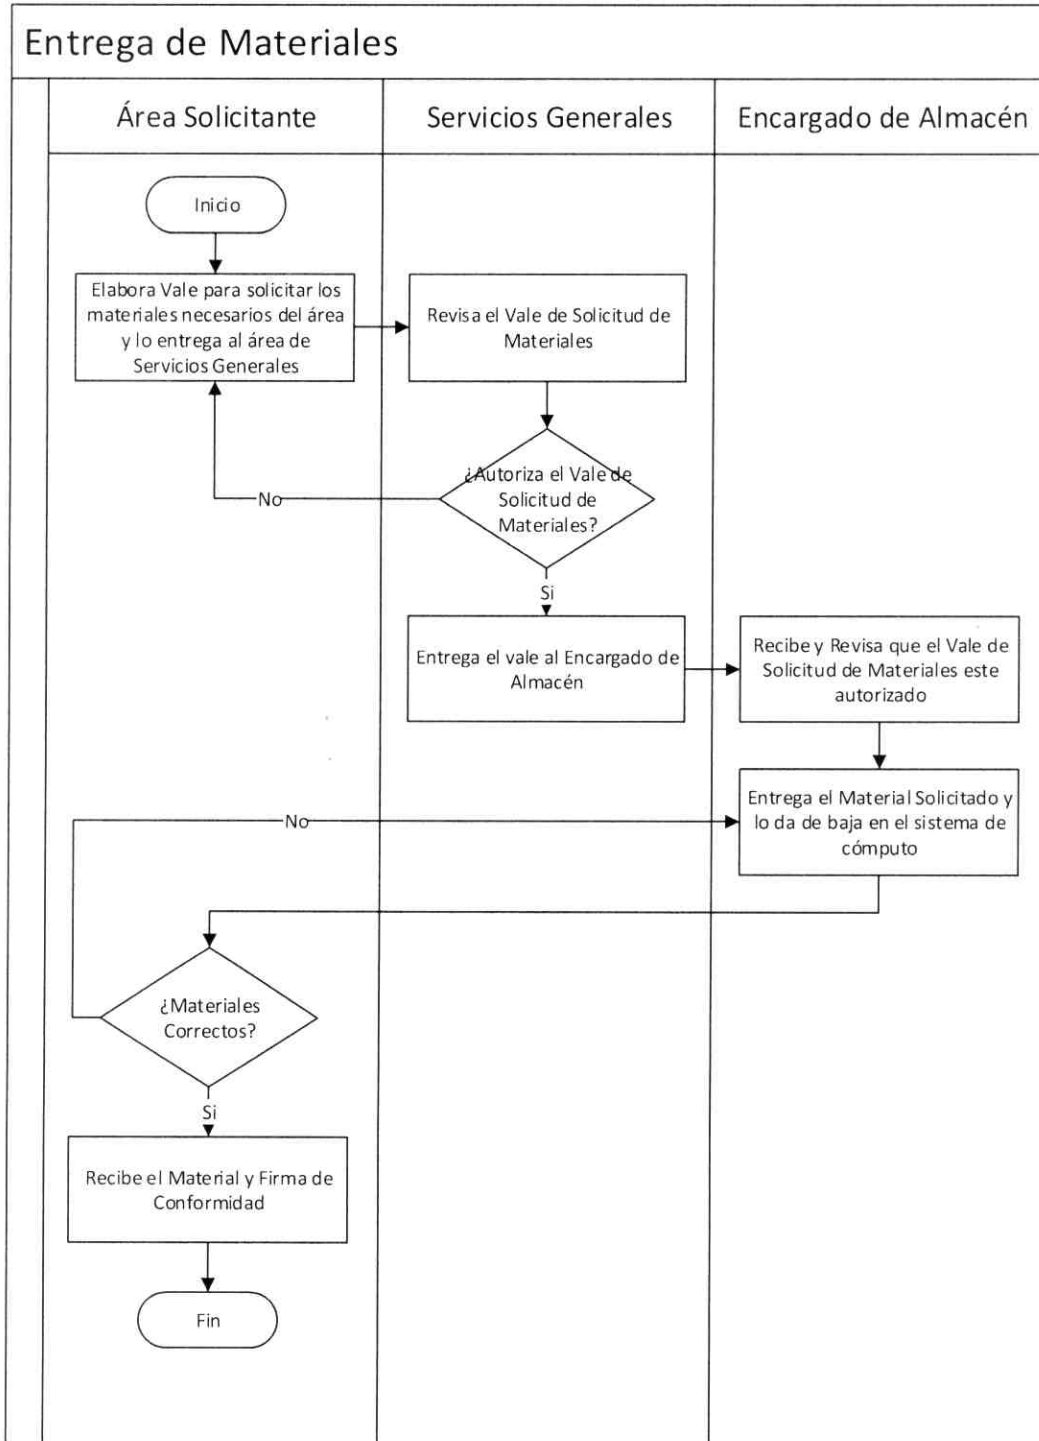 Entrega de Materiales
Área Solicitante
Servicios Generales
Encargado de Almacén
Inicio
Elabora Vale para solicitar los
materiales necesarios del área
y lo entrega al área de
Servicios Generales
Revisa el Vale de Solicitud de
Materiales
¿Autoriza el Vale de
Solicitud de
Materiales?
No
Si
Entrega el vale al Encargado de
Almacén
Recibe y Revisa que el Vale de
Solicitud de Materiales este
autorizado
Entrega el Material Solicitado y
lo da de baja en el sistema de
cómputo
No
¿Materiales
Correctos?
Si
Recibe el Material y Firma de
Conformidad
Fin